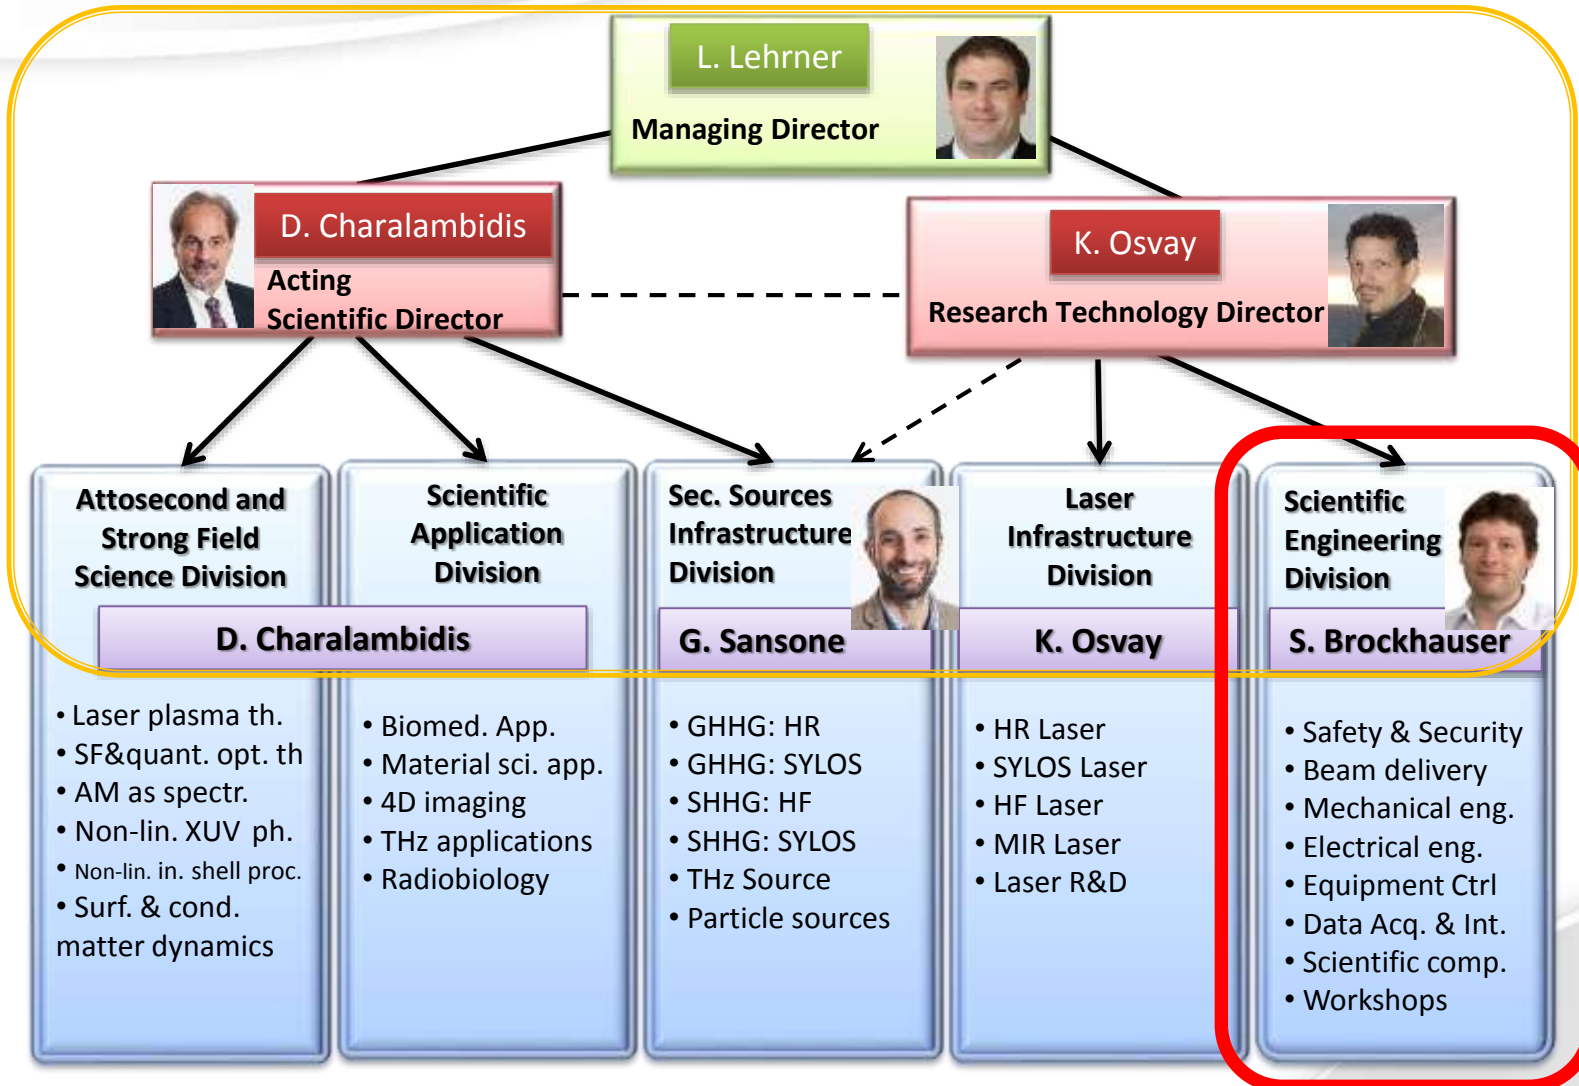 L. Lehrner
Managing Director
D. Charalambidis
Acting
Scientific Director
K. Osvay
Research Technology Director
Attosecond and
Strong Field
Science Division
Scientific
Application
Division
D. Charalambidis
Sec. Sources
Infrastructure
Division
G. Sansone
Laser
Infrastructure
Division
K. Osvay
Scientific
Engineering
Division
S. Brockhauser
• Laser plasma th.
• SF&quant. opt. th
• AM as spectr.
• Non-lin. XUV ph.
• Non-lin. in. shell proc.
• Surf. & cond.
matter dynamics
• Biomed. App.
• Material sci. app.
• 4D imaging
• THz applications
• Radiobiology
• GHHG: HR
• GHHG: SYLOS
• SHHG: HF
• SHHG: SYLOS
• THz Source
• Particle sources
• HR Laser
• SYLOS Laser
• HF Laser
• MIR Laser
• Laser R&D
• Safety & Security
• Beam delivery
• Mechanical eng.
• Electrical eng.
• Equipment Ctrl
• Data Acq. & Int.
• Scientific comp.
• Workshops